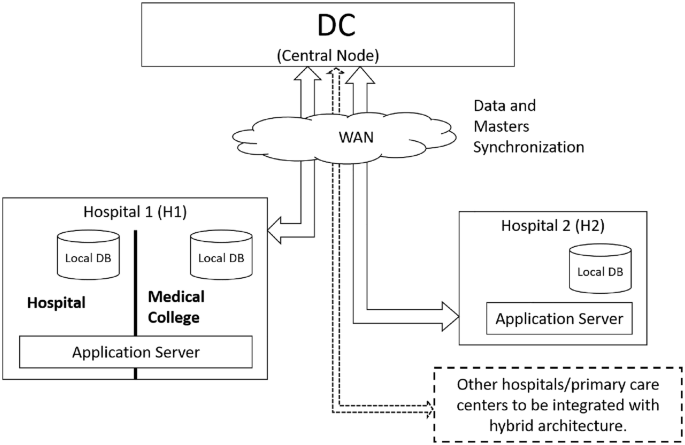 DC
(Central Node)
WAN
Data and
Masters
Synchronization
Hospital 1 (H1)
Local DB
Local DB
Hospital
Medical
College
Application Server
Hospital 2 (H2)
Local DB
Application Server
Other hospitals/primary care
centers to be integrated with
hybrid architecture.